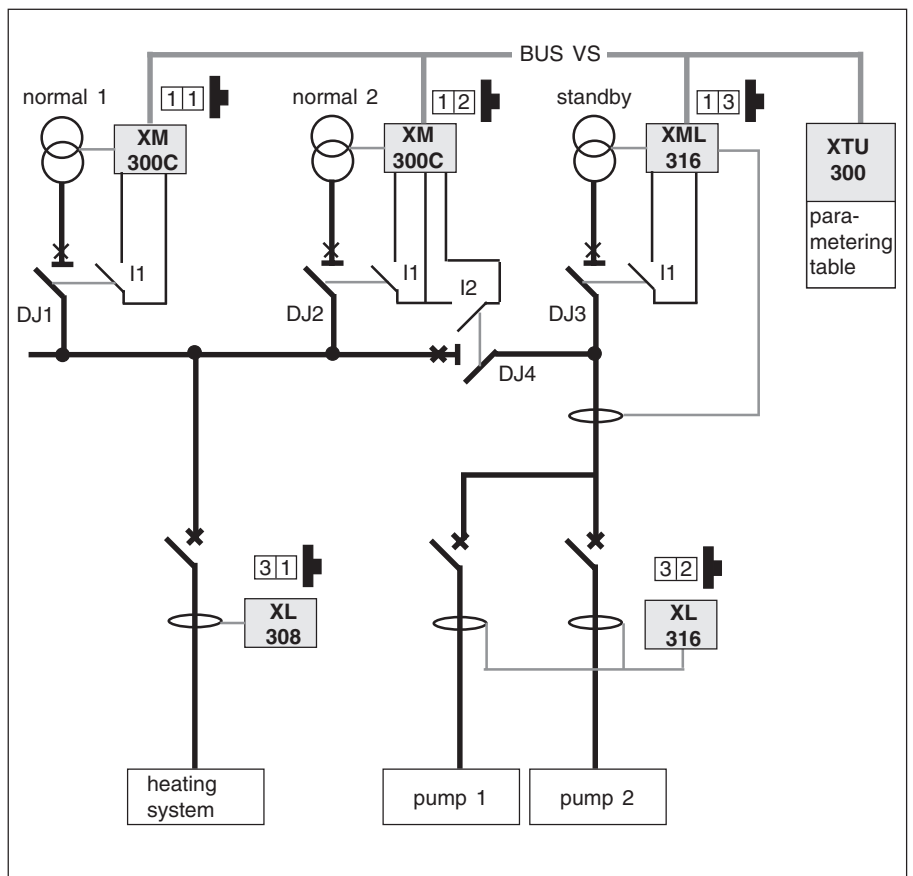 BUS VS
normal 1
1 1
normal 2
1 2
standby
1 3
XM
300C
XM
300C
XML
316
XTU
300
para-
metering
table
I1
I1
I2
I1
DJ1
DJ2
DJ3
DJ4
3 1
3 2
XL
308
XL
316
heating
system
pump 1
pump 2